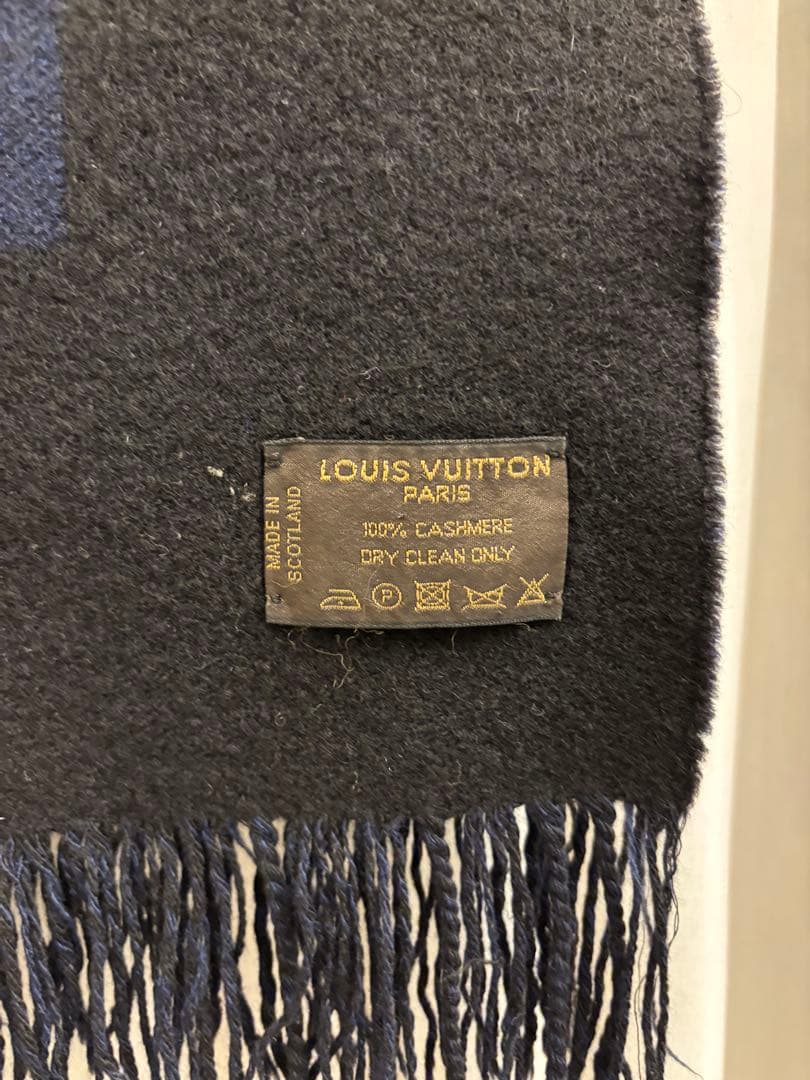 LOUIS VUITTON
PARIS
100% CASHMERE
DRY CLEAN ONLY
P
MADE IN
SCOTLAND